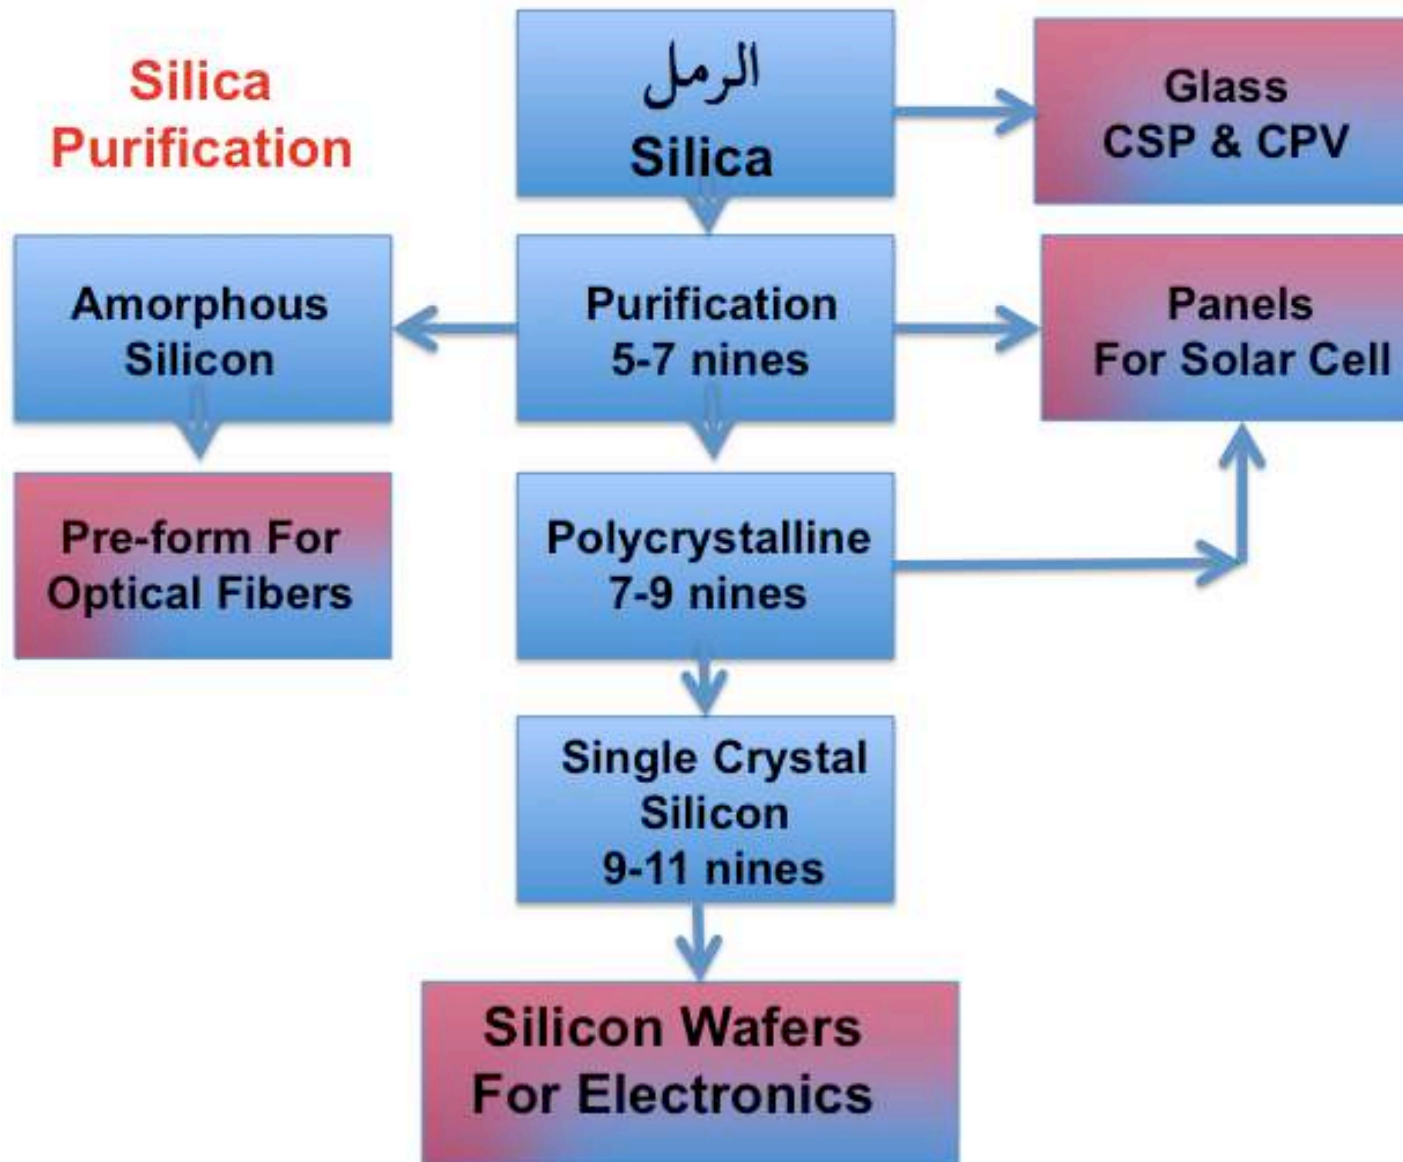 Silica
Purification
الرمل
Silica
Glass
CSP & CPV
Amorphous
Silicon
Purification
5-7 nines
Panels
For Solar Cell
Pre-form For
Optical Fibers
Polycrystalline
7-9 nines
Single Crystal
Silicon
9-11 nines
Silicon Wafers
For Electronics